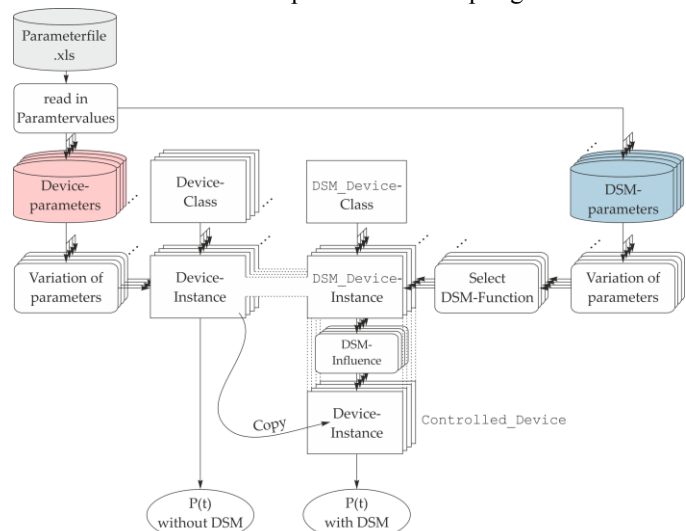 Parameterfile
.xls
read in
Paramtervalues
Device-
parameters
Device-
Class
DSM_Device-
Class
DSM-
parameters
Variation of
parameters
Device-
Instance
DSM_Device-
Instance
Select
DSM-Function
Variation of
parameters
DSM-
Influence
Copy
Device-
Instance
Controlled_Device
P(t)
without DSM
P(t)
with DSM